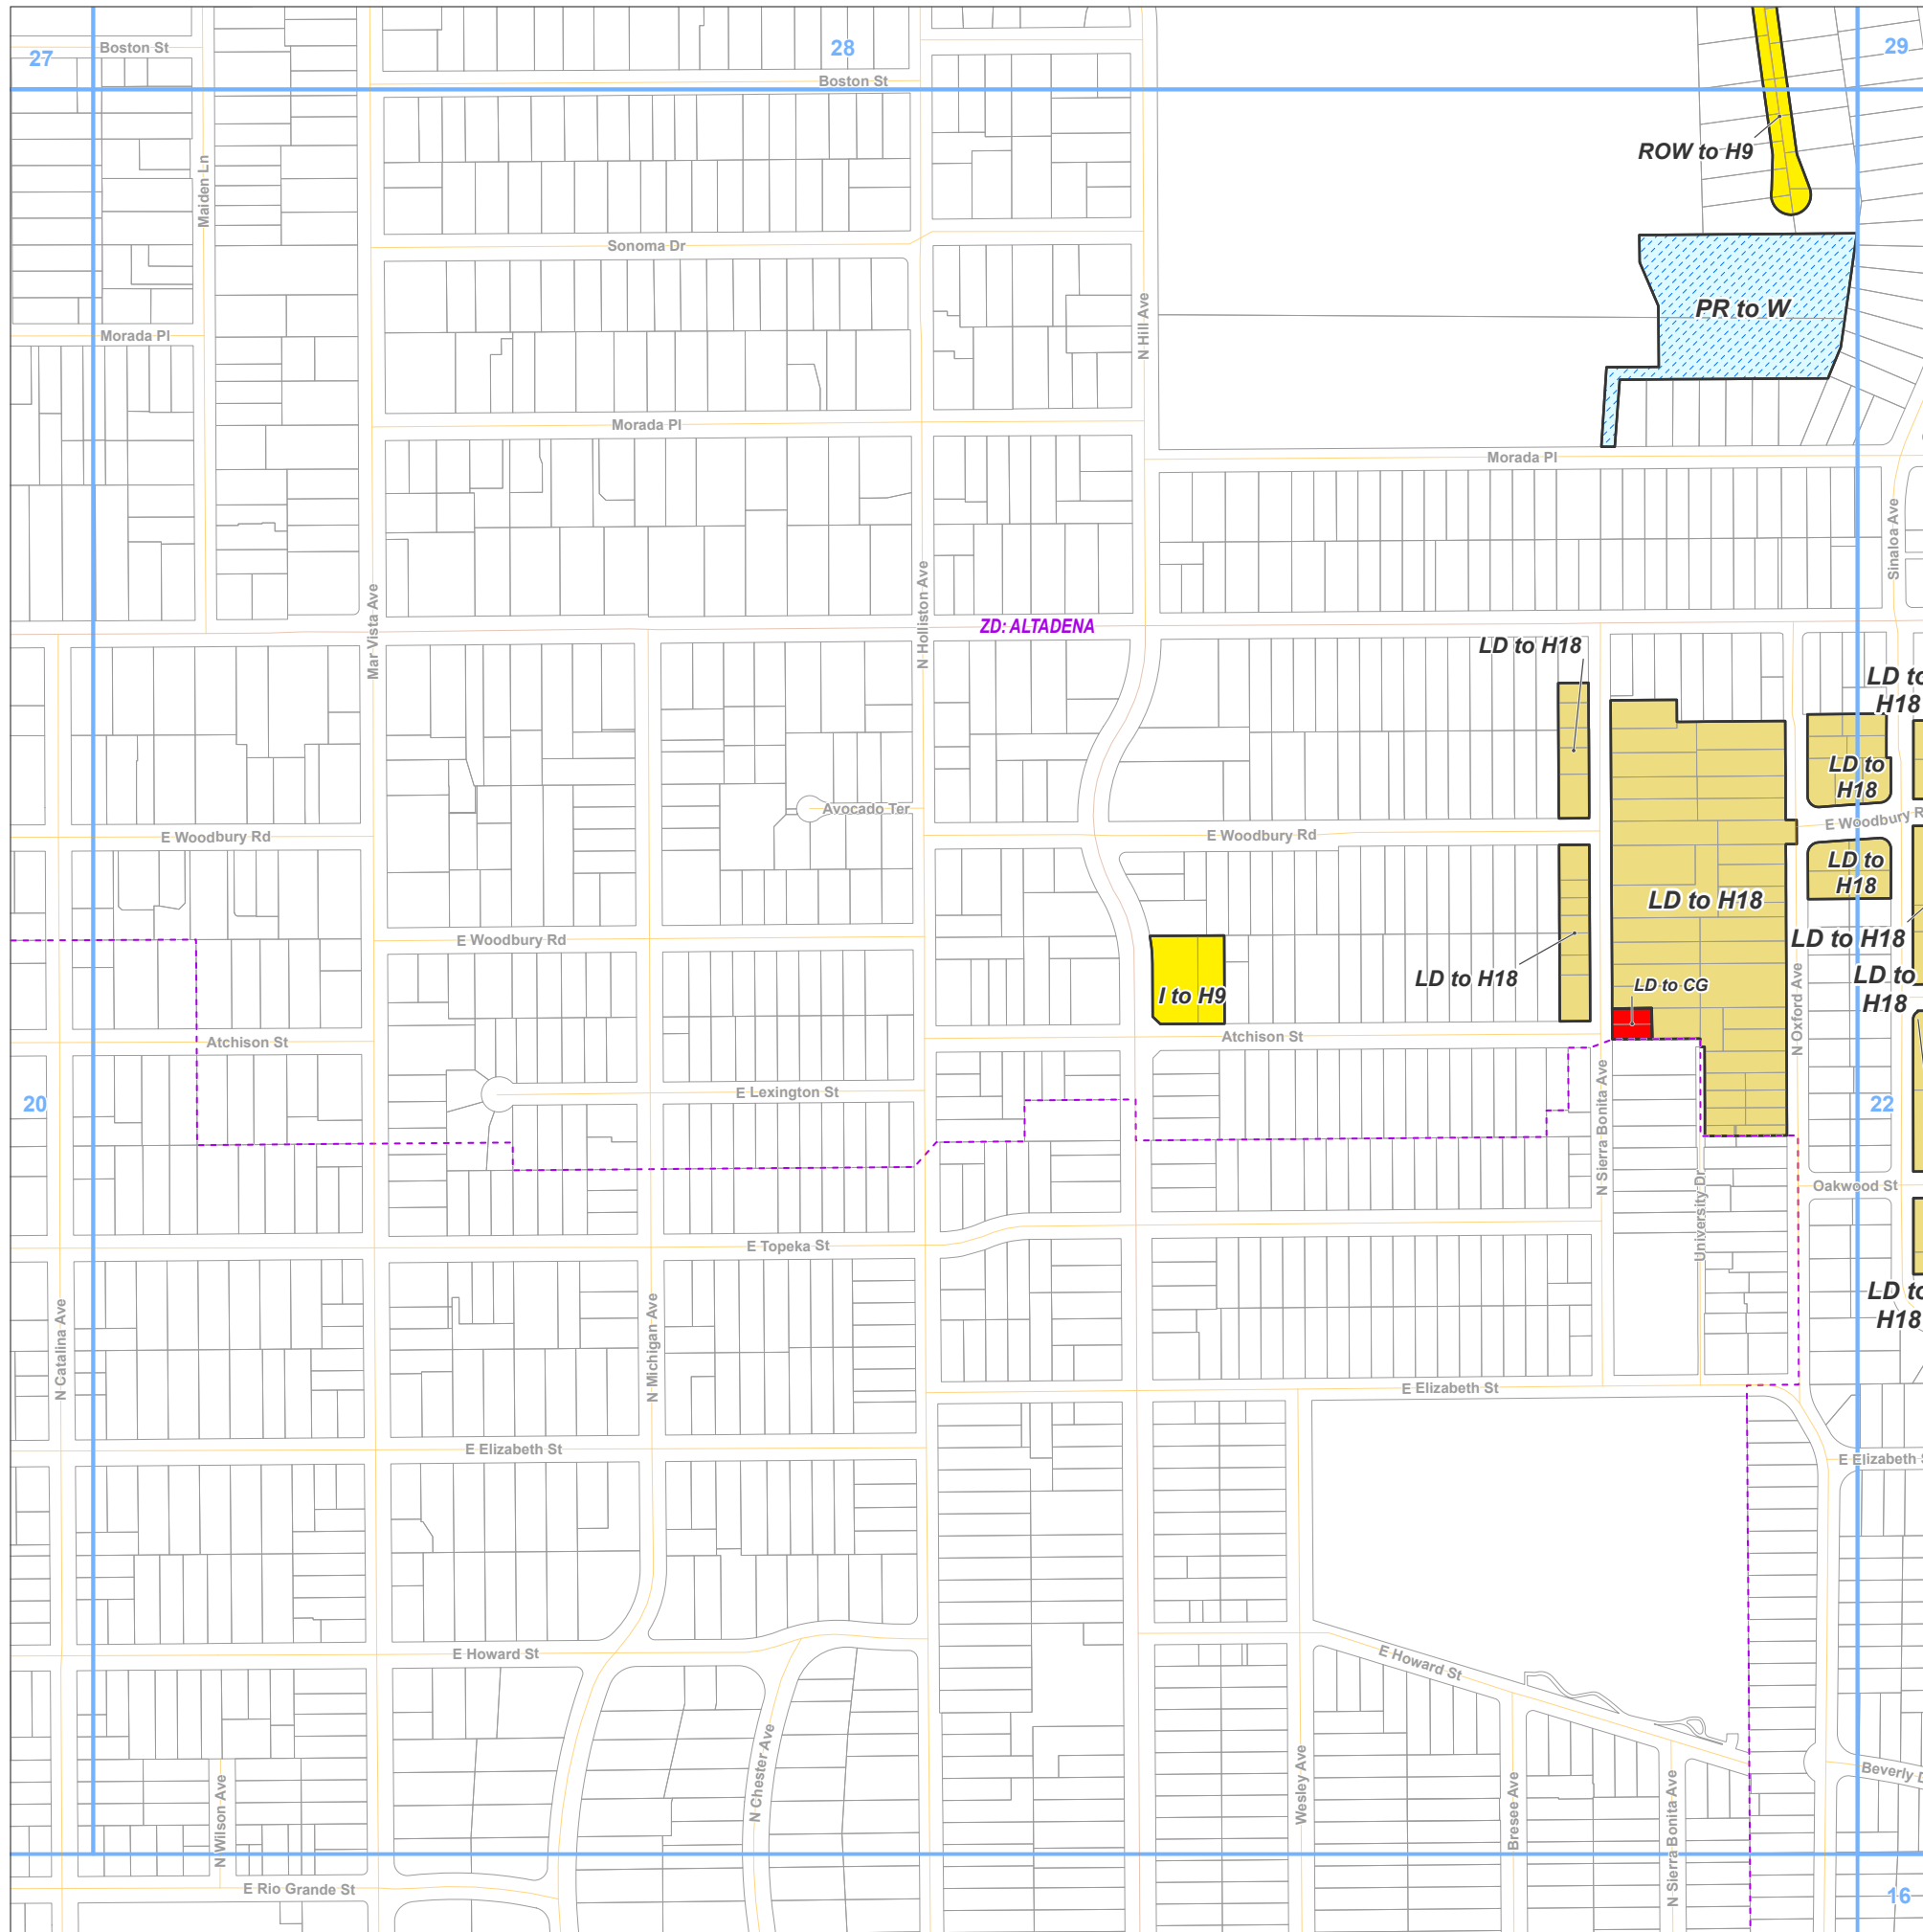 27
Boston St
28
29
Boston St
Maiden Ln
ROW to H9
Sonoma Dr
N Hill Ave
PR to W
Morada Pl
Morada Pl
Morada Pl
Sinaloa Ave
Mar Vista Ave
N Holliston Ave
ZD: ALTADENA
LD to H18
LD to
H18
LD to
H18
Avocado Ter
E Woodbury Rd
E Woodbury Rd
E Woodbury R
LD to
H18
LD to H18
E Woodbury Rd
LD to H18
LD to H18
LD to
H18
I to H9
LD to CG
N Oxford Ave
Atchison St
Atchison St
E Lexington St
20
22
N Sierra Bonita Ave
University Dr
Oakwood St
E Topeka St
LD to
H18
N Catalina Ave
N Michigan Ave
E Elizabeth St
E Elizabeth St
E Elizabeth S
E Howard St
E Howard St
N Wilson Ave
N Chester Ave
Wesley Ave
Bresee Ave
N Sierra Bonita Ave
Beverly D
E Rio Grande St
16